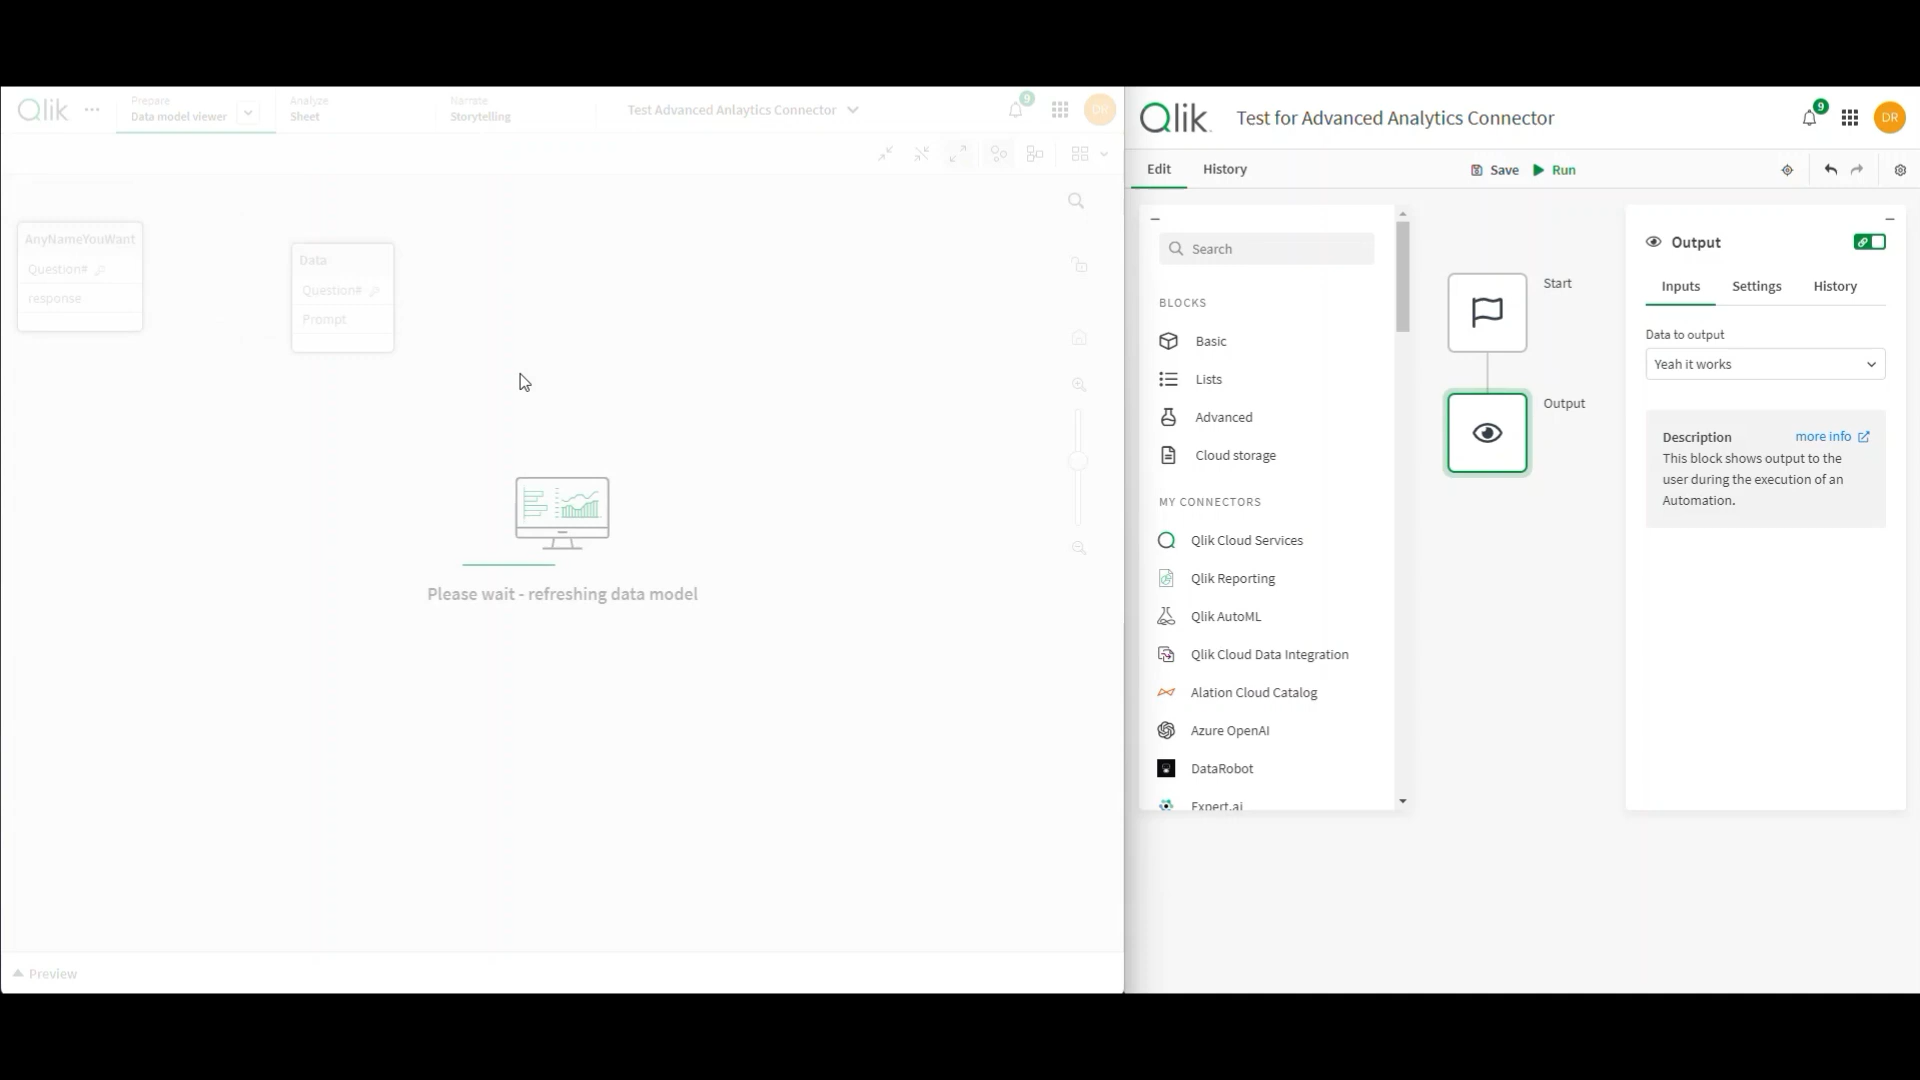 Qlik
Prepare
Data model viewer
Analyze
Sheet
Narrate
Storytelling
Test Advanced Anlaytics Connector
9
DR
AnyNameYouWant
Question#
response
Data
Question#
Prompt
Please wait - refreshing data model
Preview
Qlik
Test for Advanced Analytics Connector
9
DR
Edit
History
Save
Run
Search
BLOCKS
Basic
Lists
Advanced
Cloud storage
MY CONNECTORS
Qlik Cloud Services
Qlik Reporting
Qlik AutoML
Qlik Cloud Data Integration
Alation Cloud Catalog
Azure OpenAI
DataRobot
Expert.ai
Start
Output
Output
Inputs
Settings
History
Data to output
Yeah it works
Description
more info
This block shows output to the
user during the execution of an
Automation.